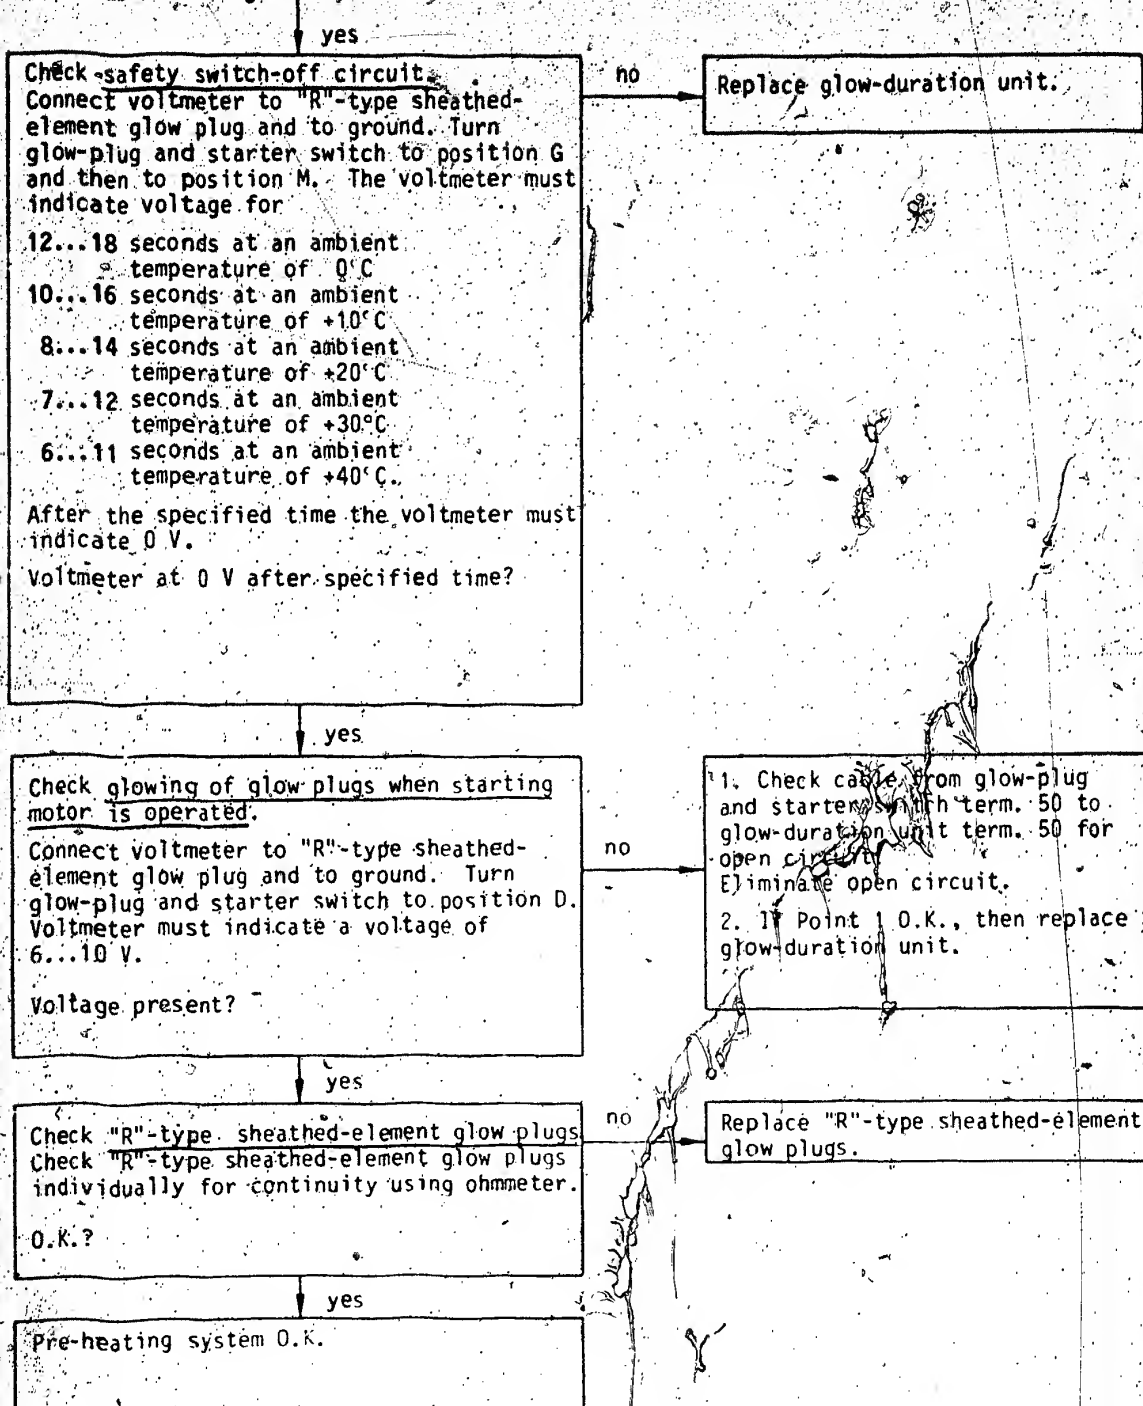 yes
Check safety switch-off circuit.
Connect voltmeter to "R"-type sheathed-
element glow plug and to ground. Turn
glow-plug and starter switch to position G
and then to position M. The voltmeter must
indicate voltage for
12...18 seconds at an ambient
temperature of 0°C
10...16 seconds at an ambient
temperature of +10°C
8...14 seconds at an ambient
temperature of +20°C
7...12 seconds at an ambient
temperature of +30°C
6...11 seconds at an ambient
temperature of +40°C.
After the specified time the voltmeter must
indicate 0 V.
Voltmeter at 0 V after specified time?
no
Replace glow-duration unit.
yes
Check glowing of glow plugs when starting
motor is operated.
Connect voltmeter to "R"-type sheathed-
element glow plug and to ground. Turn
glow-plug and starter switch to position D.
Voltmeter must indicate a voltage of
6...10 V.
Voltage present?
no
1. Check cable from glow-plug
and starter switch term. 50 to
glow-duration unit term. 50 for
open circuit.
Eliminate open circuit.
2. If Point 1 O.K., then replace
glow-duration unit.
yes
Check "R"-type sheathed-element glow plugs
Check "R"-type sheathed-element glow plugs
individually for continuity using ohmmeter.
O.K.?
no
Replace "R"-type sheathed-element
glow plugs.
yes
Pre-heating system O.K.